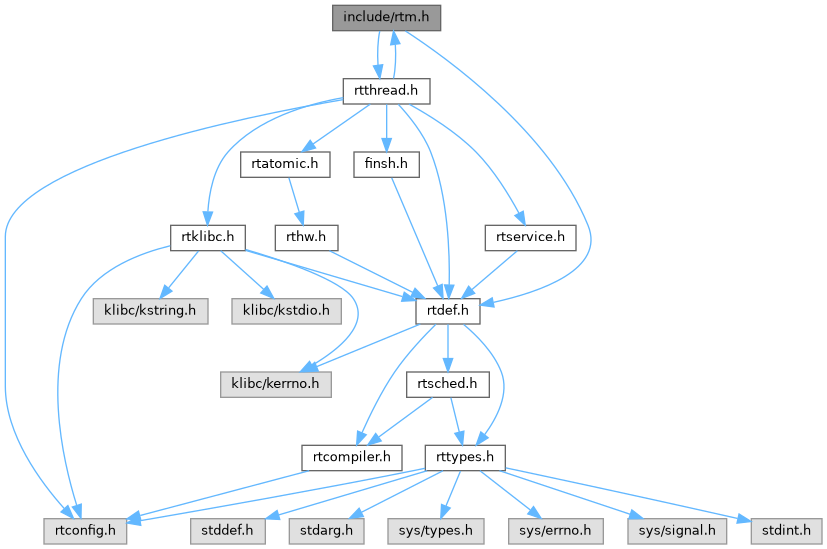 include/rtm.h
rtthread.h
rtatomic.h
finsh.h
rtklibc.h
rthw.h
rtservice.h
klibc/kstring.h
klibc/kstdio.h
rtdef.h
klibc/kerrno.h
rtsched.h
rtcompiler.h
rttypes.h
rtconfig.h
stddef.h
stdarg.h
sys/types.h
sys/errno.h
sys/signal.h
stdint.h